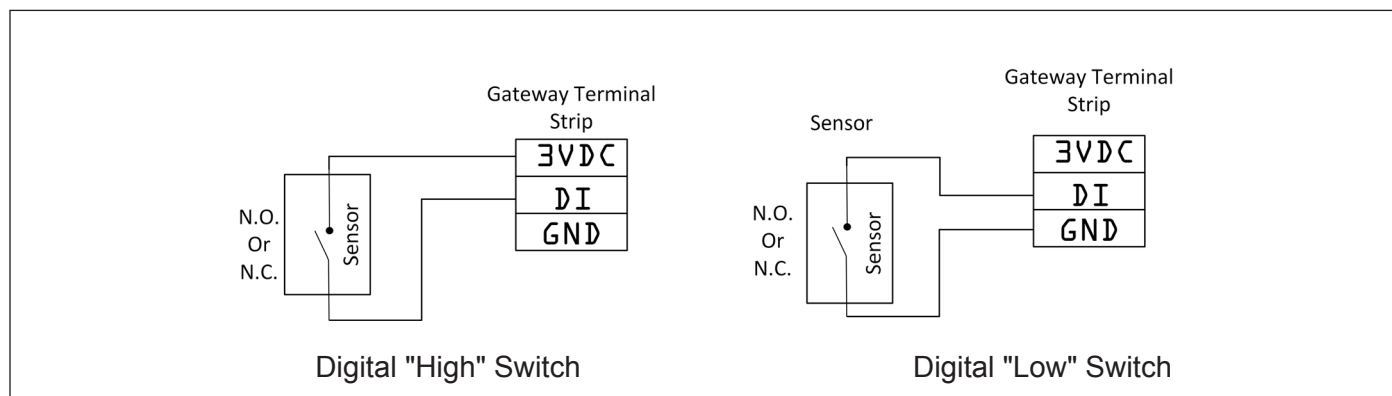 Gateway Terminal
Strip
3VDC
DI
GND
N.O.
Or
N.C.
Sensor
Digital "High" Switch
Gateway Terminal
Strip
Sensor
3VDC
DI
GND
N.O.
Or
N.C.
Sensor
Digital "Low" Switch